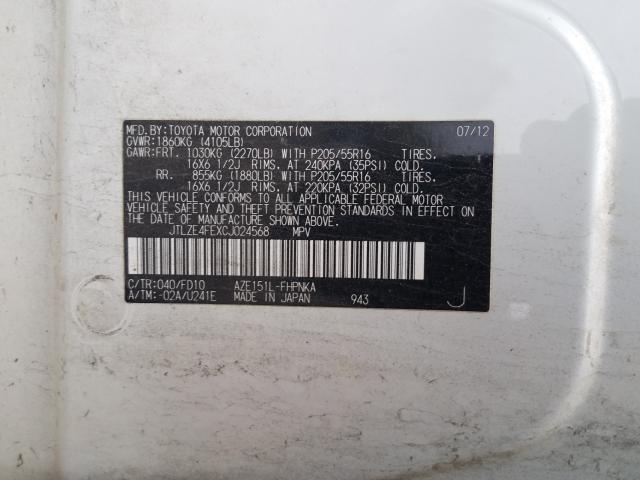 MFD.BY:TOYOTA MOTOR CORPORATION 07/12
GVWR:1860KG (4105LB)
GAWR:FRT. 1030KG (2270LB) WITH P205/55R16 TIRES,
16X6 1/2J RIMS, AT 240KPA (35PSI) COLD
RR. 855KG (1880LB) WITH P205/55R16 TIRES,
16X6 1/2J RIMS, AT 220KPA (32PSI) COLD.
THIS VEHICLE CONFORMS TO ALL APPLICABLE FEDERAL MOTOR
VEHICLE SAFETY AND THEFT PREVENTION STANDARDS IN EFFECT ON
THE DATE OF MANUFACTURE SHOWN ABOVE.
JTLZE4FEXCJ024568 MPV
C/TR:040/FD10 AZE151L-FHPNKA
A/TM:-02A/U241E MADE IN JAPAN 943 J